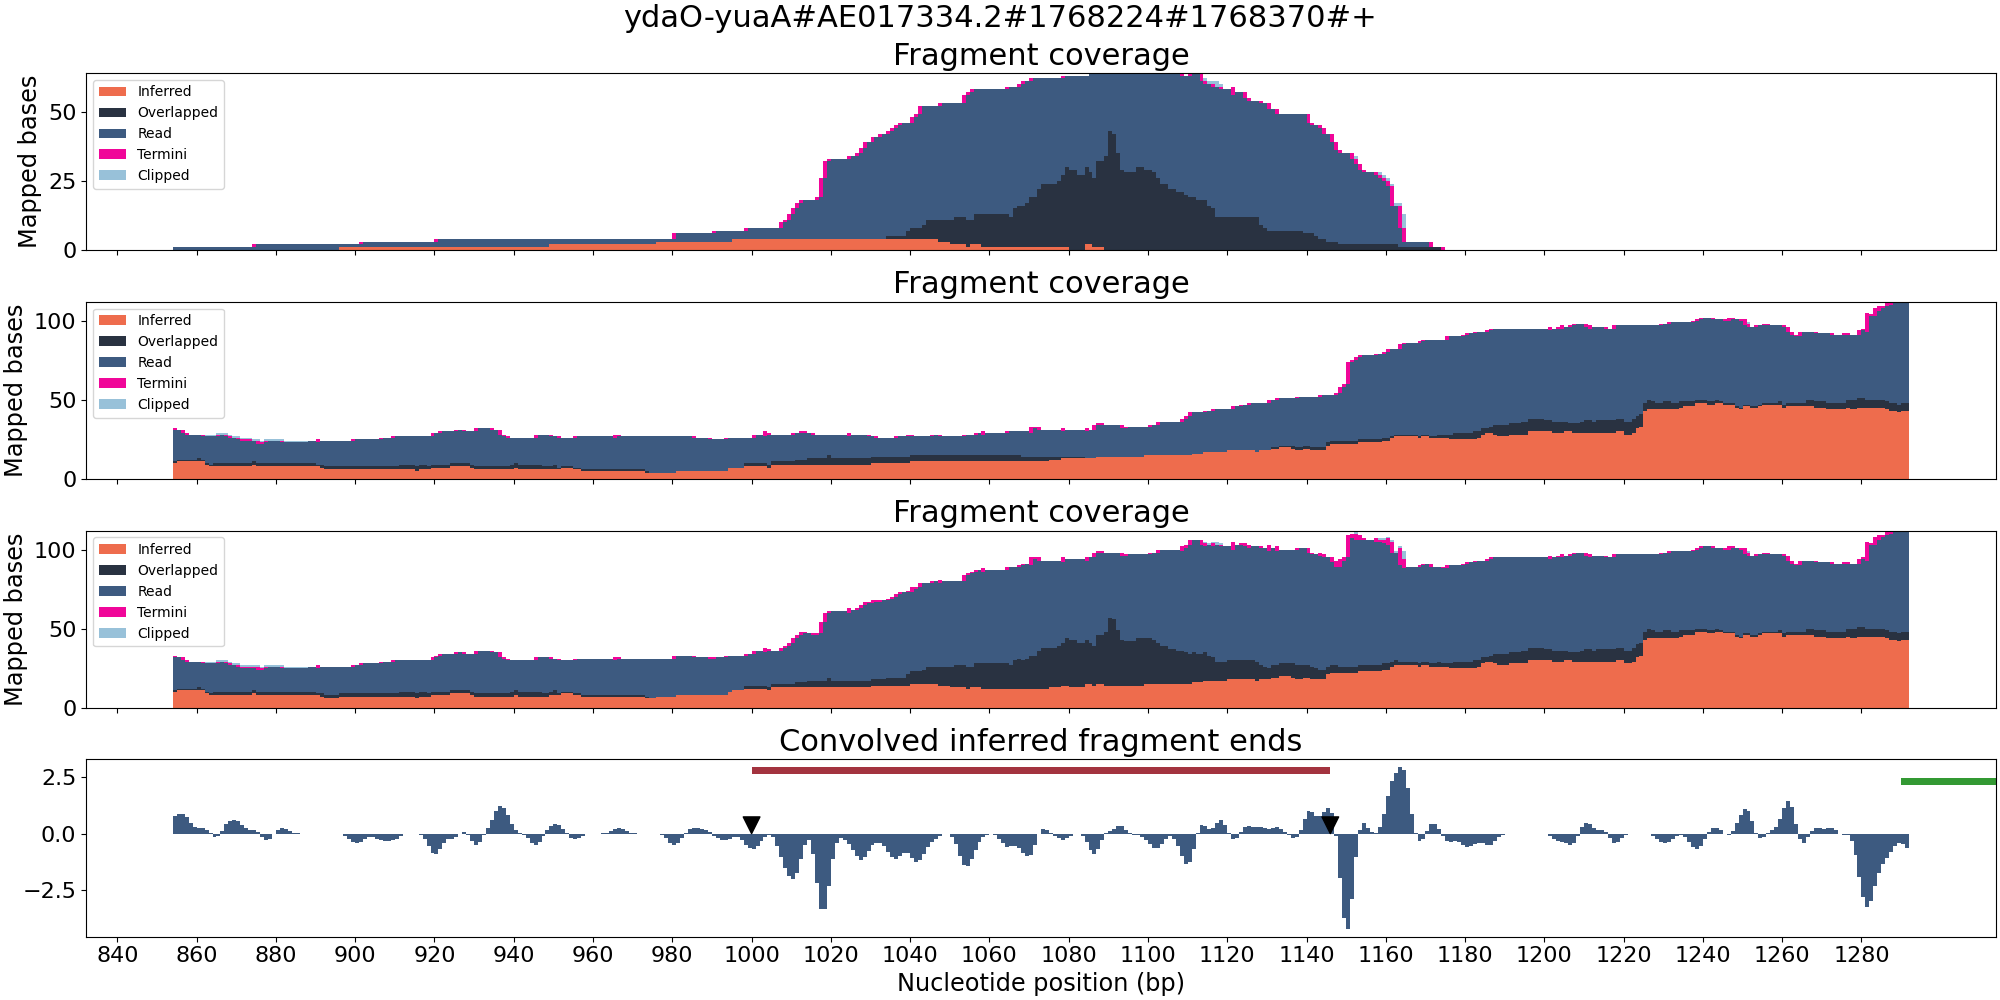 ydaO-yuaA#AE017334.2#1768224#1768370#+
Fragment coverage
Mapped bases
50
25
0
Inferred
Overlapped
Read
Termini
Clipped
Fragment coverage
Mapped bases
100
50
0
Inferred
Overlapped
Read
Termini
Clipped
Fragment coverage
Mapped bases
100
50
0
Inferred
Overlapped
Read
Termini
Clipped
Convolved inferred fragment ends
2.5
0.0
−2.5
840 860 880 900 920 940 960 980 1000 1020 1040 1060 1080 1100 1120 1140 1160 1180 1200 1220 1240 1260 1280
Nucleotide position (bp)